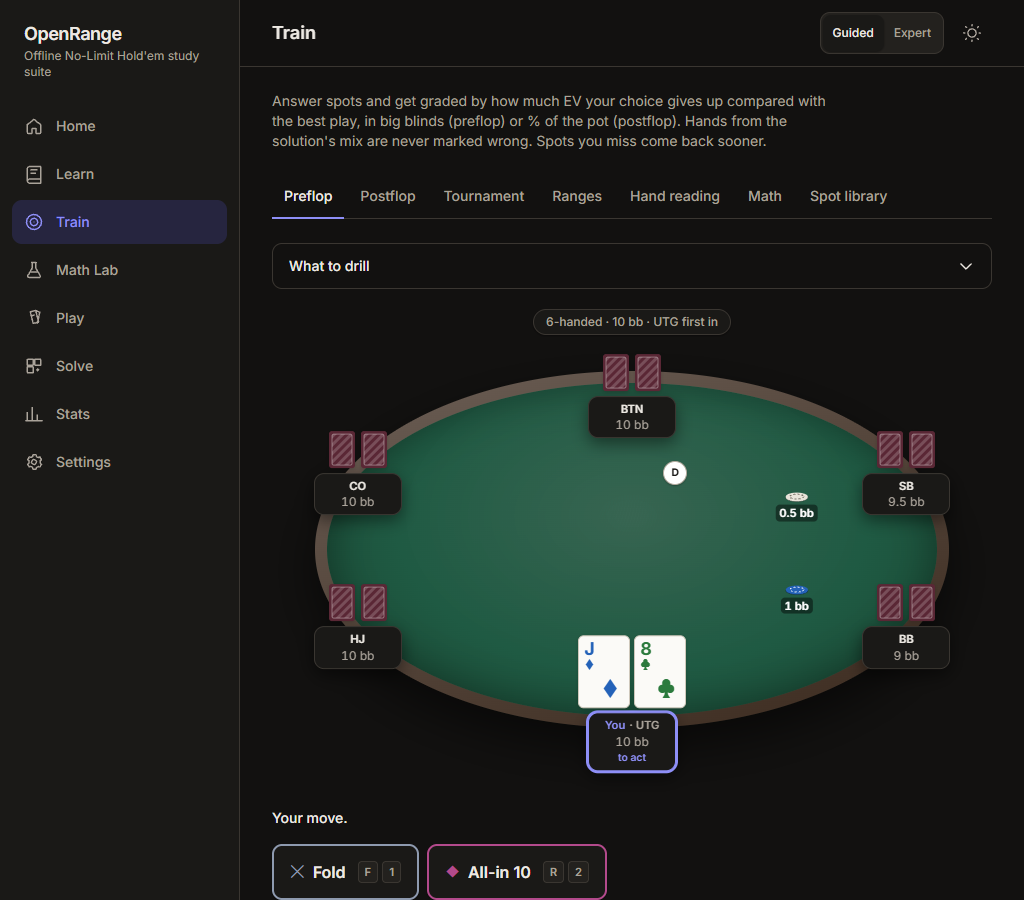 OpenRange
Offline No-Limit Hold'em study
suite
Home
Learn
Train
Math Lab
Play
Solve
Stats
Settings
Train
Guided
Expert
Answer spots and get graded by how much EV your choice gives up compared with
the best play, in big blinds (preflop) or % of the pot (postflop). Hands from the
solution's mix are never marked wrong. Spots you miss come back sooner.
Preflop
Postflop
Tournament
Ranges
Hand reading
Math
Spot library
What to drill
6-handed · 10 bb · UTG first in
BTN
10 bb
CO
10 bb
SB
9.5 bb
D
0.5 bb
1 bb
HJ
10 bb
BB
9 bb
J
8
You · UTG
10 bb
to act
Your move.
Fold F 1
All-in 10 R 2